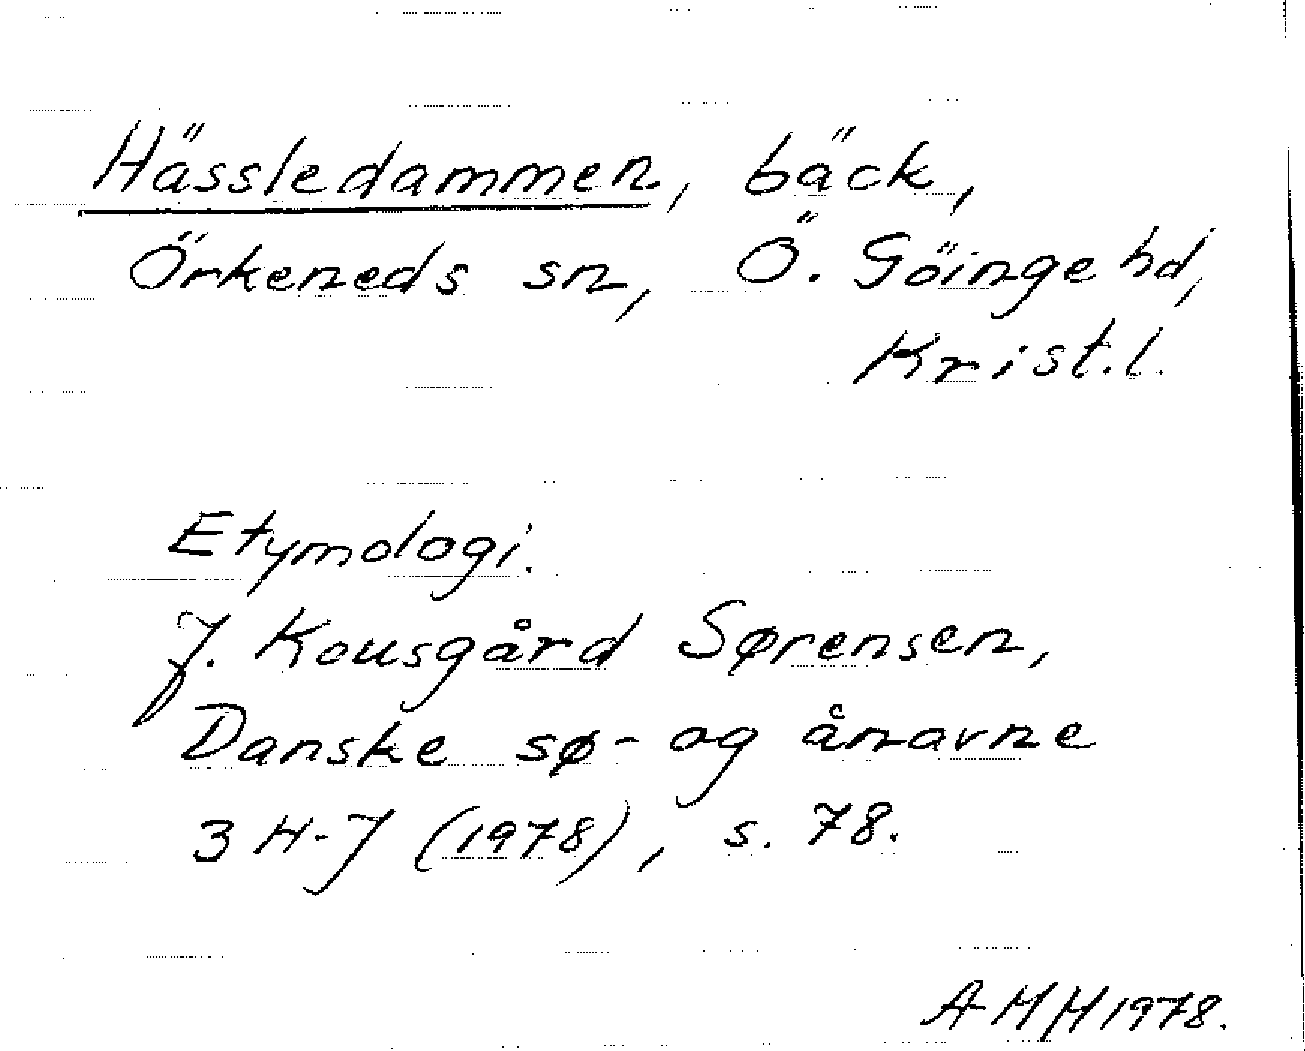 Hässledammen, bäck,
Örkeneds sn, Ö. Göinge hd,
Krist.l.
Etymologi.
J. Kousgård Sørensen,
Danske sø- og ånavne
3 H-J (1978), s. 78.
AMH 1978.